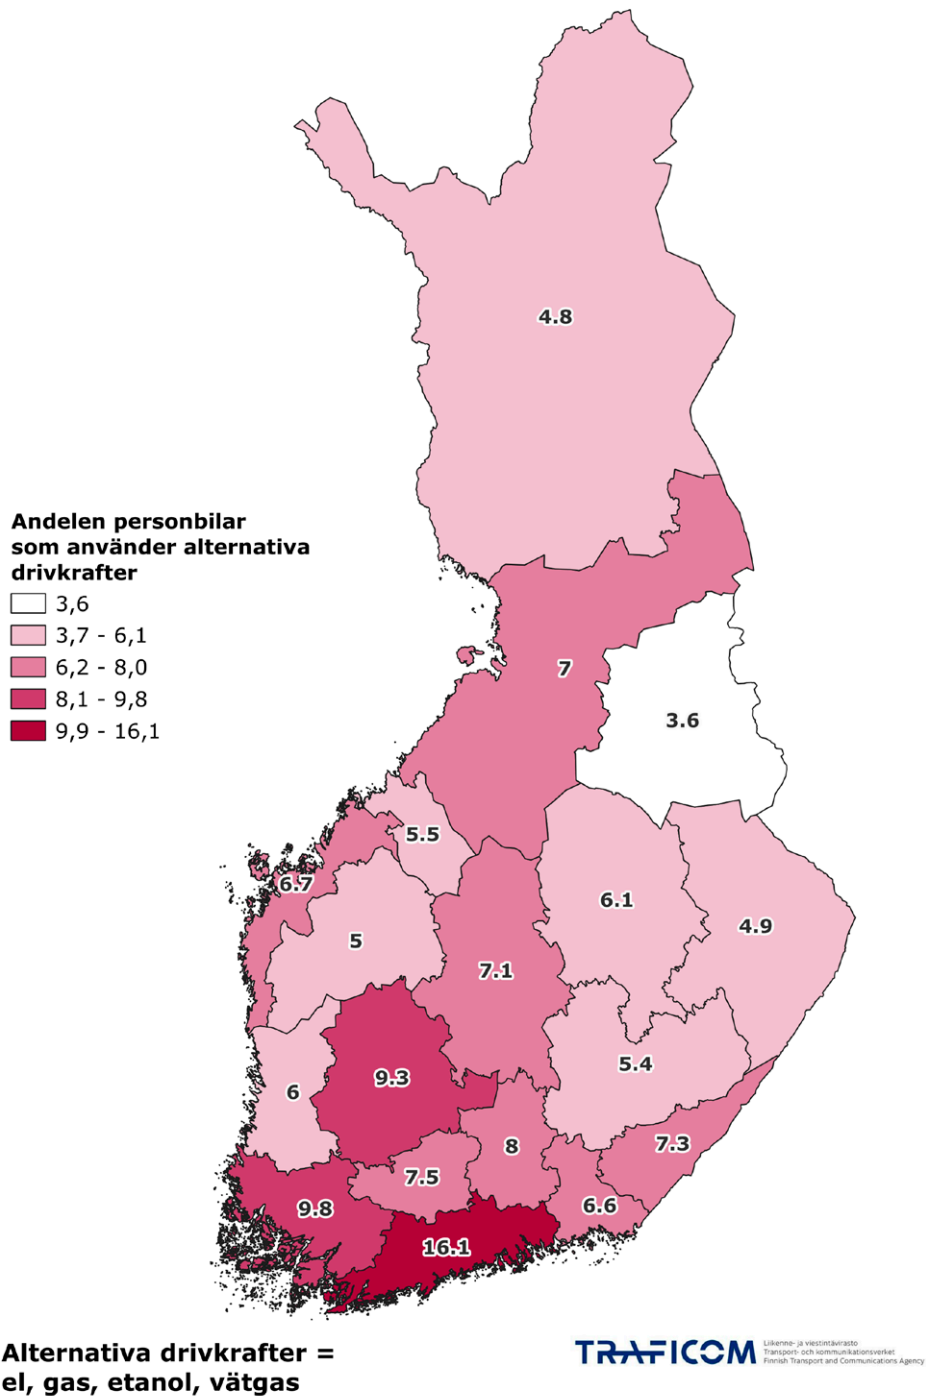 4.8
Andelen personbilar
som använder alternativa
drivkrafter
3,6
3,7 - 6,1
6,2 - 8,0
8,1 - 9,8
9,9 - 16,1
7
3.6
5.5
6.7
6.1
4.9
5
7.1
5.4
9.3
6
7.3
8
7.5
6.6
9.8
16.1
Alternativa drivkrafter =
el, gas, etanol, vätgas
TRAFICOM
Liikenne- ja viestintävirasto
Transport- och kommunikationsverket
Finnish Transport and Communications Agency